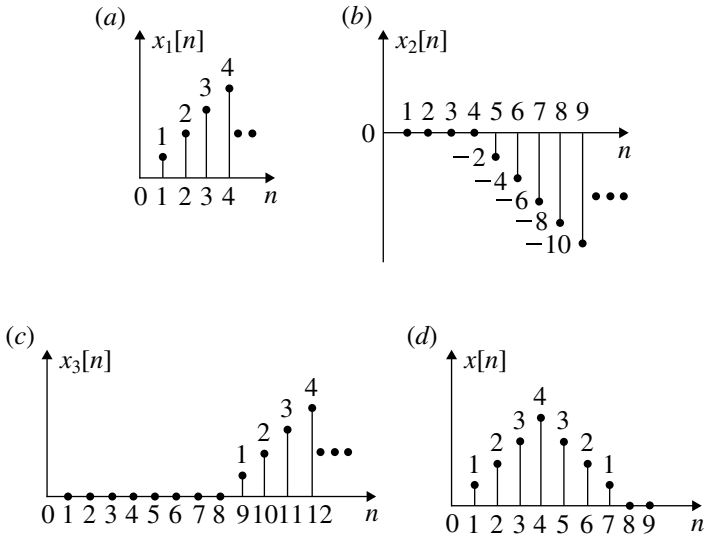 (a)
x₁[n]
1 2 3 4
0 1 2 3 4 n
(b)
x₂[n]
1 2 3 4 5 6 7 8 9
0
n
−2
−4
−6
−8
−10
(c)
x₃[n]
1 2 3 4
0 1 2 3 4 5 6 7 8 9 10 11 12 n
(d)
x[n]
1 2 3 4 3 2 1
0 1 2 3 4 5 6 7 8 9 n